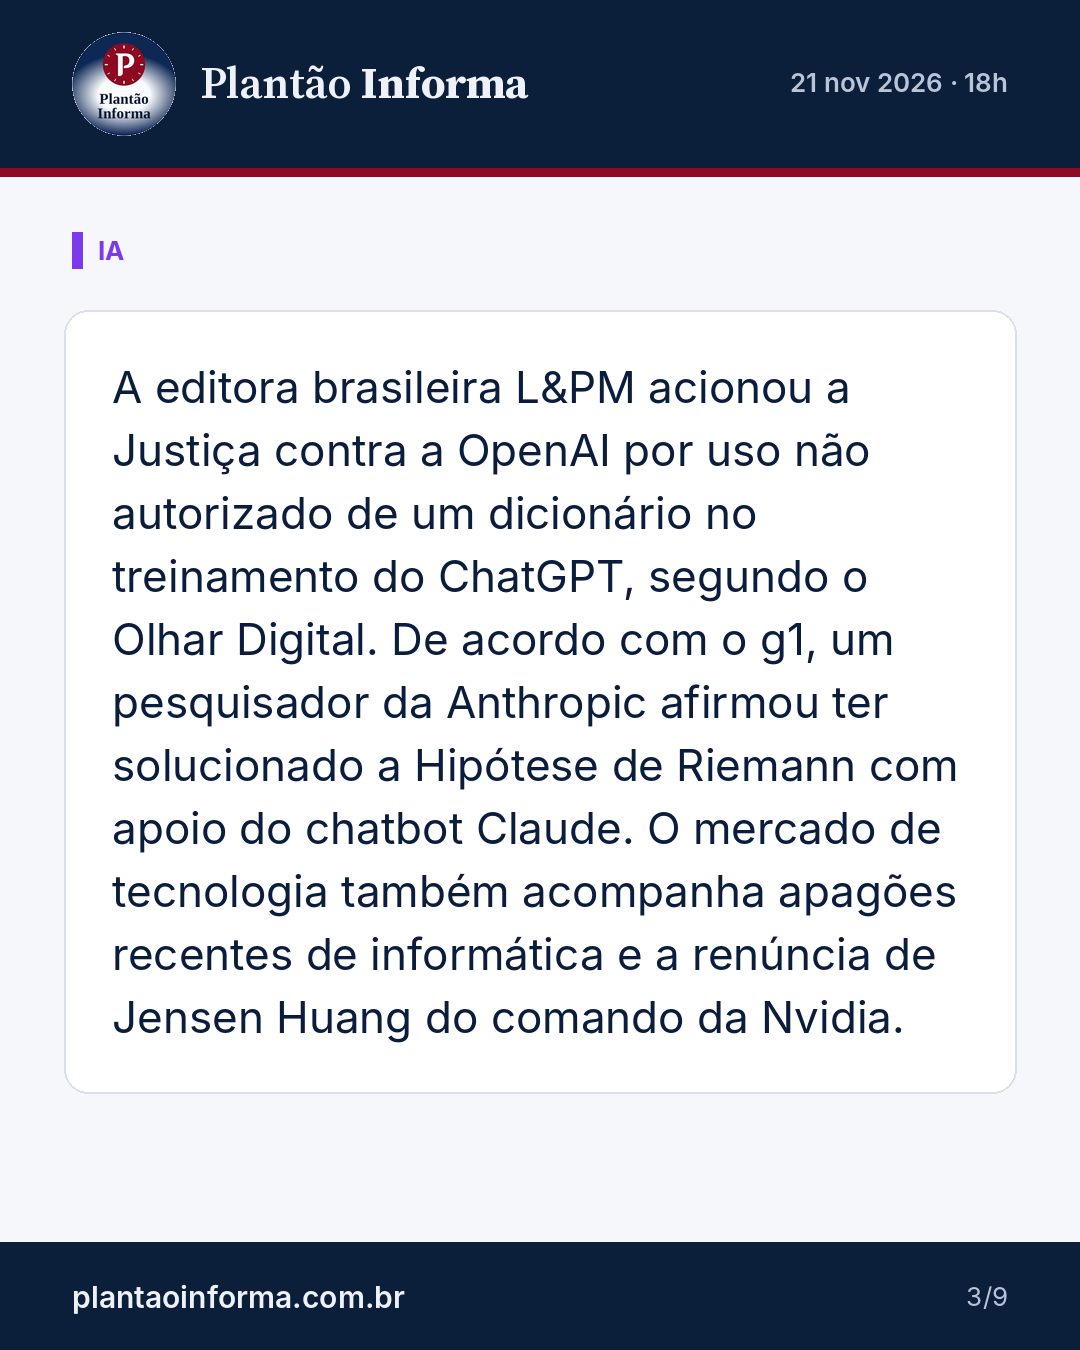 P
Plantão
Informa
Plantão Informa
21 nov 2026 · 18h
IA
A editora brasileira L&PM acionou a
Justiça contra a OpenAI por uso não
autorizado de um dicionário no
treinamento do ChatGPT, segundo o
Olhar Digital. De acordo com o g1, um
pesquisador da Anthropic afirmou ter
solucionado a Hipótese de Riemann com
apoio do chatbot Claude. O mercado de
tecnologia também acompanha apagões
recentes de informática e a renúncia de
Jensen Huang do comando da Nvidia.
plantaoinforma.com.br
3/9